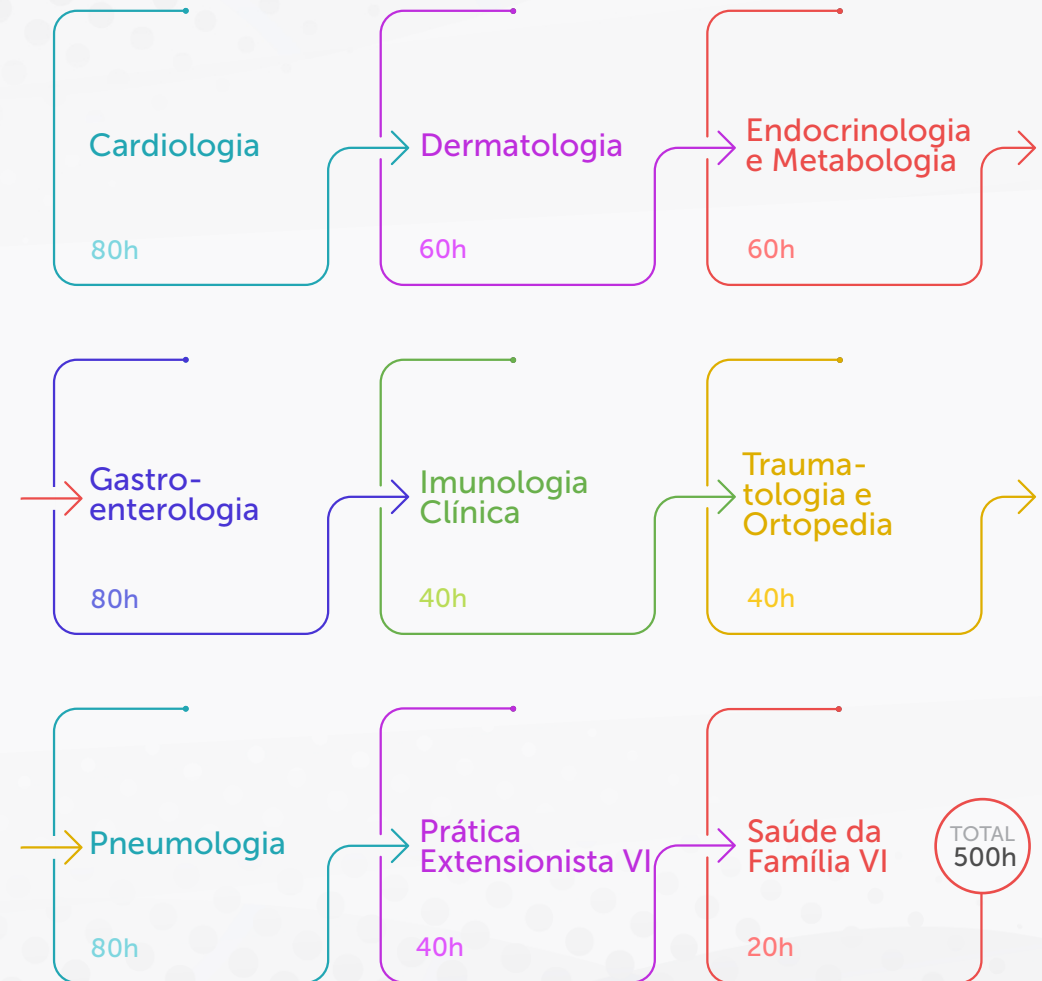 Cardiologia
80h
Dermatologia
60h
Endocrinologia
e Metabologia
60h
Gastro-
enterologia
80h
Imunologia
Clínica
40h
Trauma-
tologia e
Ortopedia
40h
Pneumologia
80h
Prática
Extensionista VI
40h
Saúde da
Família VI
20h
TOTAL
500h